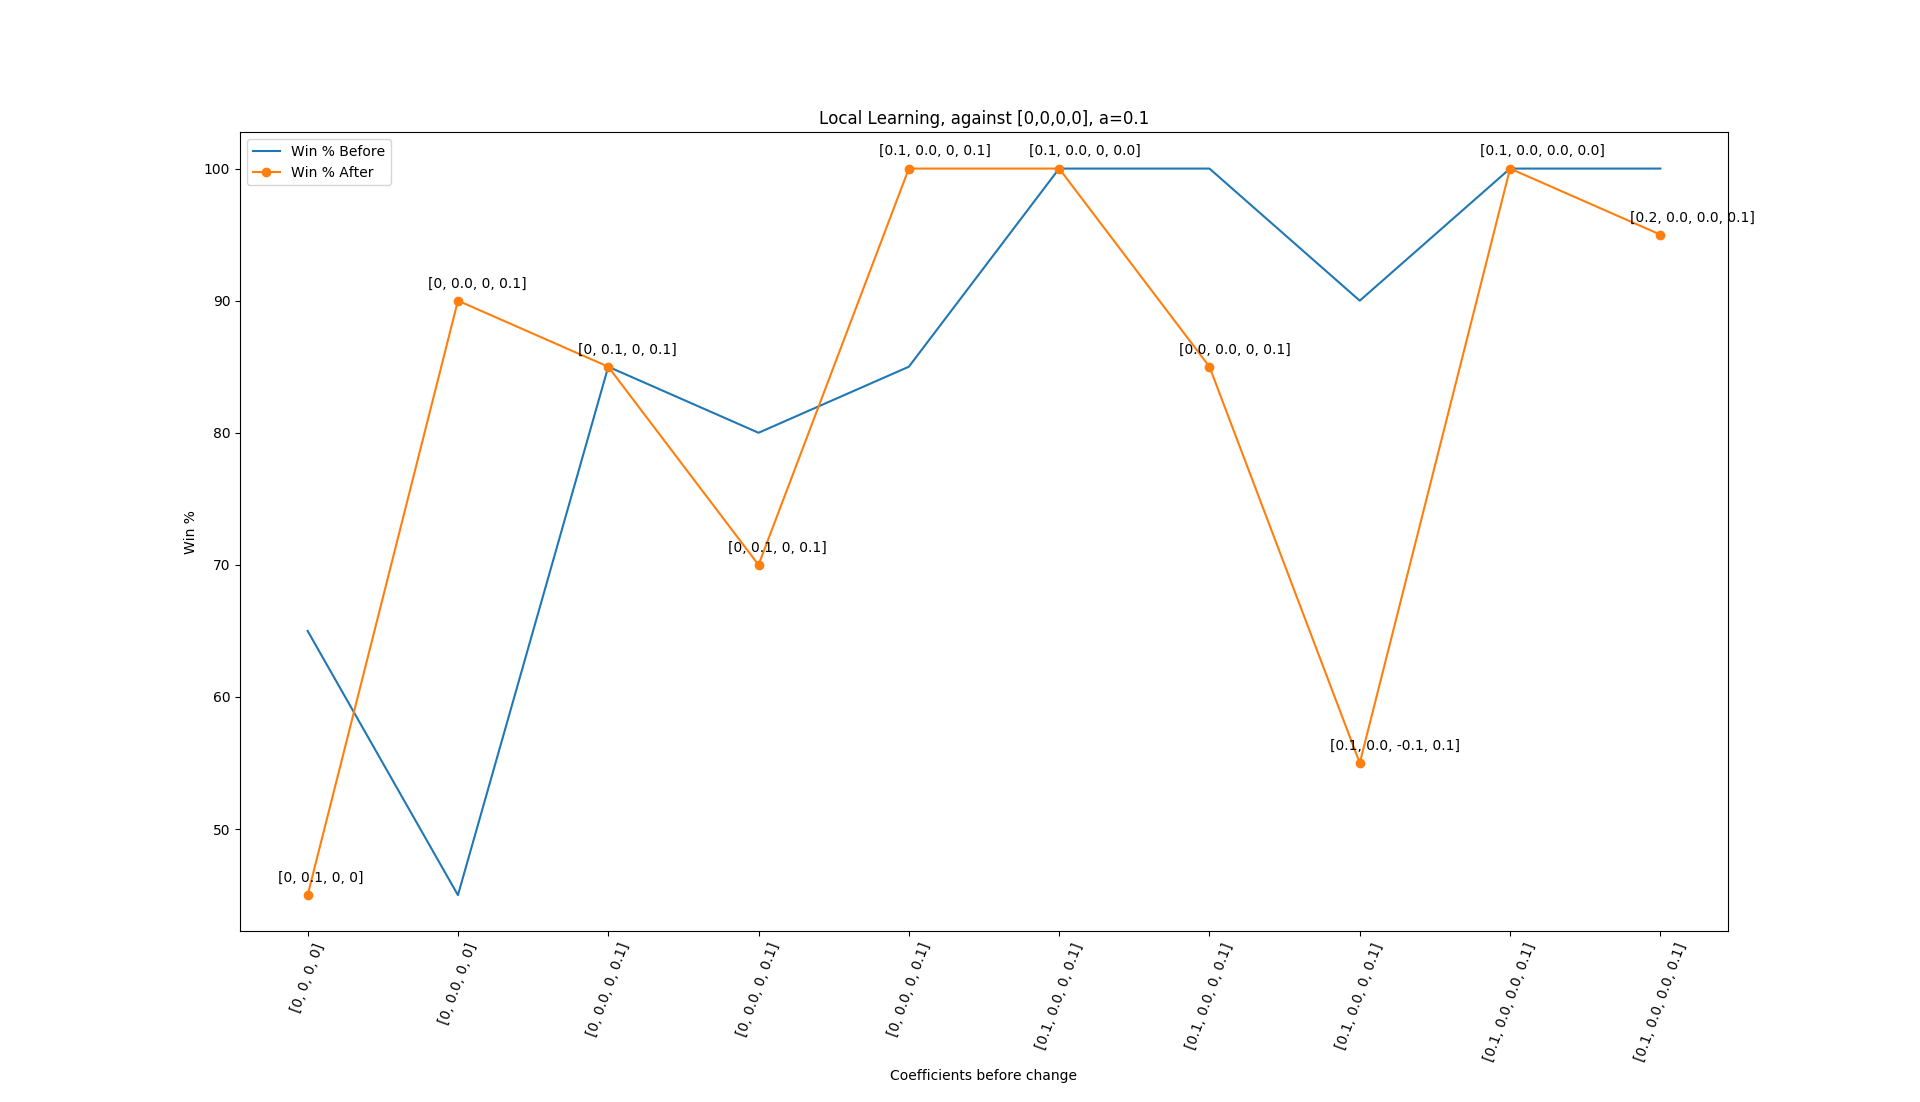 Local Learning, against [0,0,0,0], a=0.1
Win % Before
Win % After
[0.1, 0.0, 0, 0.1]
[0.1, 0.0, 0, 0.0]
[0.1, 0.0, 0.0, 0.0]
[0.2, 0.0, 0.0, 0.1]
[0, 0.0, 0, 0.1]
[0, 0.1, 0, 0.1]
[0.0, 0.0, 0, 0.1]
[0, 0.1, 0, 0.1]
[0.1, 0.0, -0.1, 0.1]
[0, 0.1, 0, 0]
100
90
80
70
60
50
Win %
[0, 0, 0, 0]
[0, 0.0, 0, 0]
[0, 0.0, 0, 0.1]
[0, 0.0, 0, 0.1]
[0, 0.0, 0, 0.1]
[0.1, 0.0, 0, 0.1]
[0.1, 0.0, 0, 0.1]
[0.1, 0.0, 0, 0.1]
[0.1, 0.0, 0.0, 0.1]
[0.1, 0.0, 0.0, 0.1]
Coefficients before change